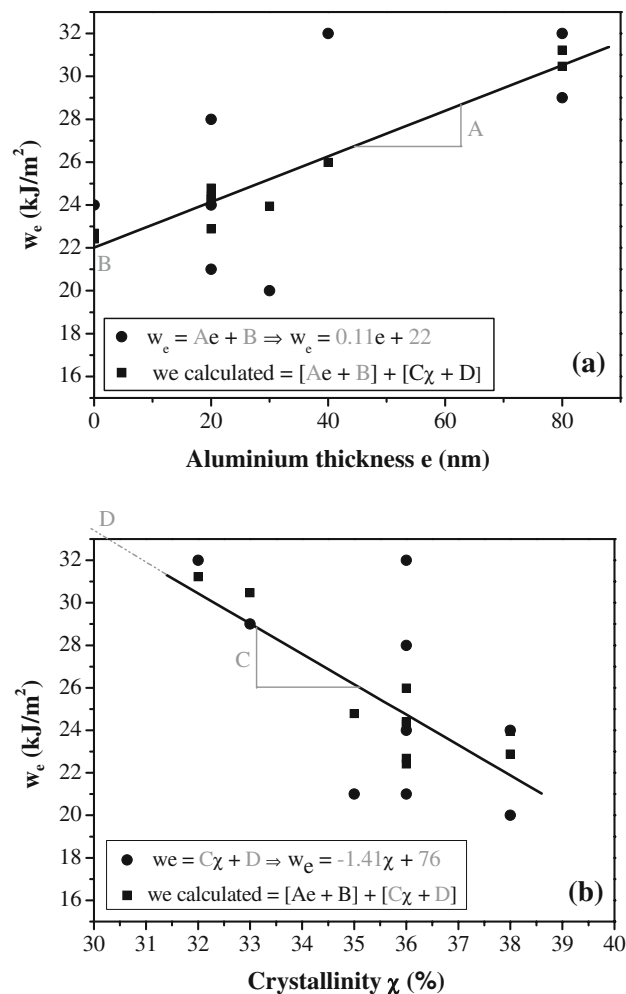 32
30
28
26
24
22
20
18
16
w_e (kJ/m²)
A
B
w_e = Ae + B ⇒ w_e = 0.11e + 22
we calculated = [Ae + B] + [Cχ + D]
(a)
0 20 40 60 80
Aluminium thickness e (nm)
D
32
30
28
26
24
22
20
18
16
w_e (kJ/m²)
C
we = Cχ + D ⇒ w_e = -1.41χ + 76
we calculated = [Ae + B] + [Cχ + D]
(b)
30 31 32 33 34 35 36 37 38 39 40
Crystallinity χ (%)